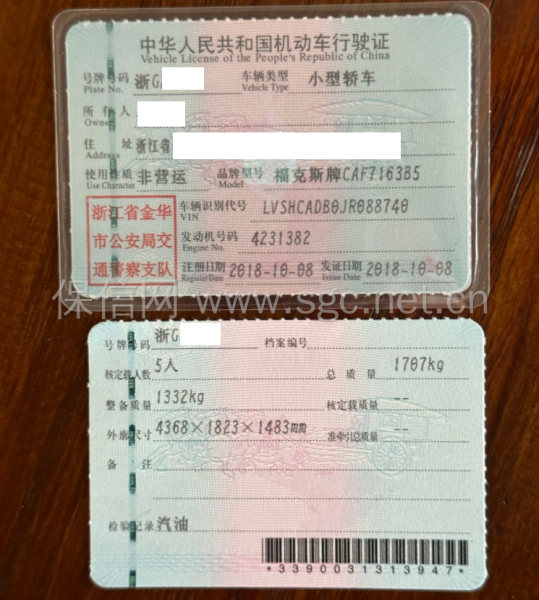 中华人民共和国机动车行驶证
Vehicle License of the People's Republic of China
号牌号码 浙G 车辆类型 小型轿车
Plate No. Vehicle Type
所有人
Owner
住址 浙江省
Address
使用性质 非营运 品牌型号 福克斯牌CAF7163B5
Use Character Model
浙江省金华
市公安局交
通警察支队
车辆识别代号 LVSHCADB0JR088740
VIN
发动机号码 4231382
Engine No.
注册日期 2018-10-08 发证日期 2018-10-08
Register Date Issue Date
保信网 www.sgc.net.cn
号牌号码 浙G 档案编号
核定载人数 5人 总质量 1707kg
整备质量 1332kg 核定载质量 --
外廓尺寸 4368×1823×1483mm 准牵引总质量 --
备注
检验记录 汽油
*3390031313947*